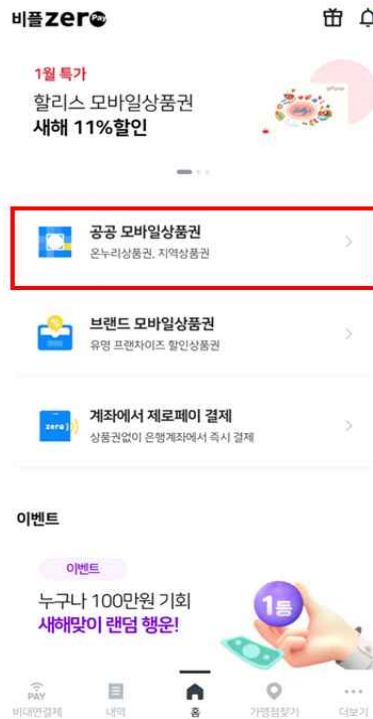 비플zero Pay
1월 특가
할리스 모바일상품권
새해 11%할인
공공 모바일상품권
온누리상품권, 지역상품권
브랜드 모바일상품권
유명 프랜차이즈 할인상품권
zero
계좌에서 제로페이 결제
상품권없이 은행계좌에서 즉시 결제
이벤트
이벤트
누구나 100만원 기회
새해맞이 랜덤 행운!
1등
PAY
비대면결제
내역
홈
가맹점찾기
더보기